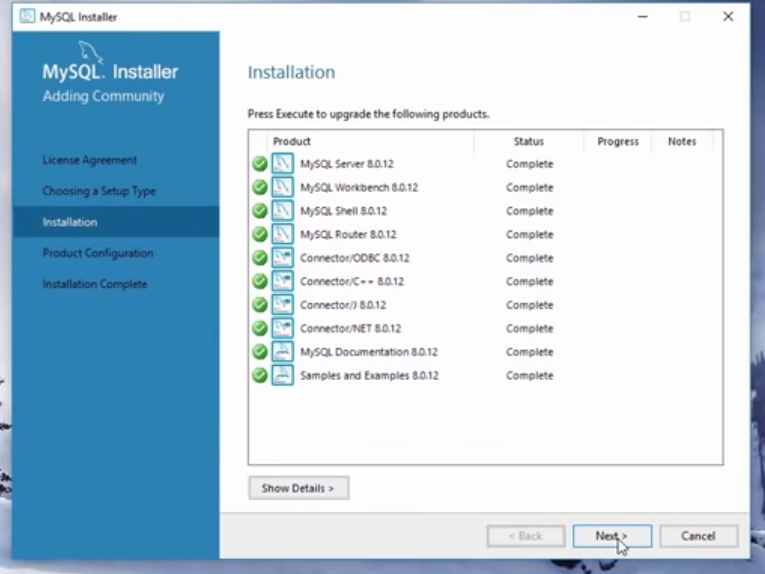 MySQL Installer
MySQL. Installer
Adding Community
License Agreement
Choosing a Setup Type
Installation
Product Configuration
Installation Complete
Installation
Press Execute to upgrade the following products.
Product Status Progress Notes
MySQL Server 8.0.12 Complete
MySQL Workbench 8.0.12 Complete
MySQL Shell 8.0.12 Complete
MySQL Router 8.0.12 Complete
Connector/ODBC 8.0.12 Complete
Connector/C++ 8.0.12 Complete
Connector/J 8.0.12 Complete
Connector/NET 8.0.12 Complete
MySQL Documentation 8.0.12 Complete
Samples and Examples 8.0.12 Complete
Show Details >
< Back Next > Cancel